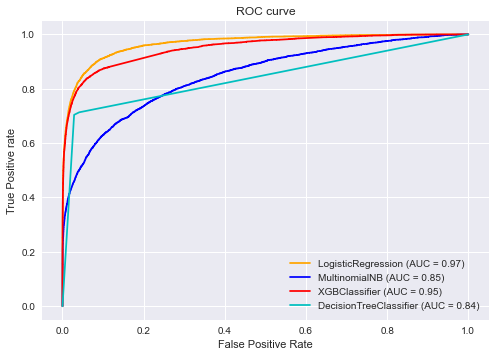 ROC curve
True Positive rate
1.0
0.8
0.6
0.4
0.2
0.0
LogisticRegression (AUC = 0.97)
MultinomialNB (AUC = 0.85)
XGBClassifier (AUC = 0.95)
DecisionTreeClassifier (AUC = 0.84)
0.0 0.2 0.4 0.6 0.8 1.0
False Positive Rate